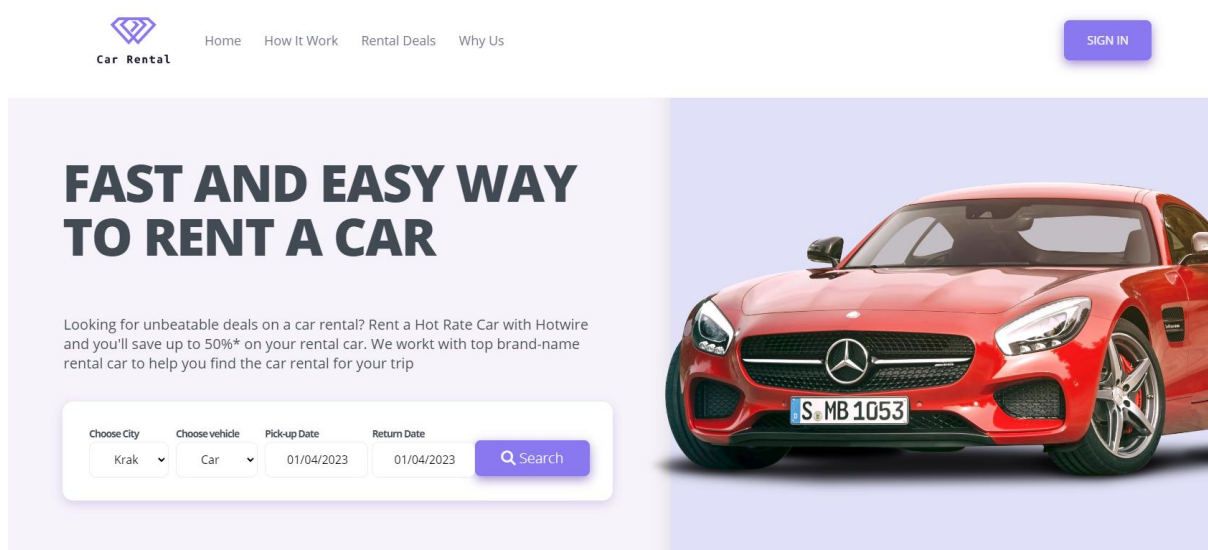 Car Rental
Home How It Work Rental Deals Why Us
SIGN IN
FAST AND EASY WAY
TO RENT A CAR
Looking for unbeatable deals on a car rental? Rent a Hot Rate Car with Hotwire
and you'll save up to 50%* on your rental car. We workt with top brand-name
rental car to help you find the car rental for your trip
Choose City Choose vehicle Pick-up Date Return Date
Krak Car 01/04/2023 01/04/2023 Search
S MB 1053